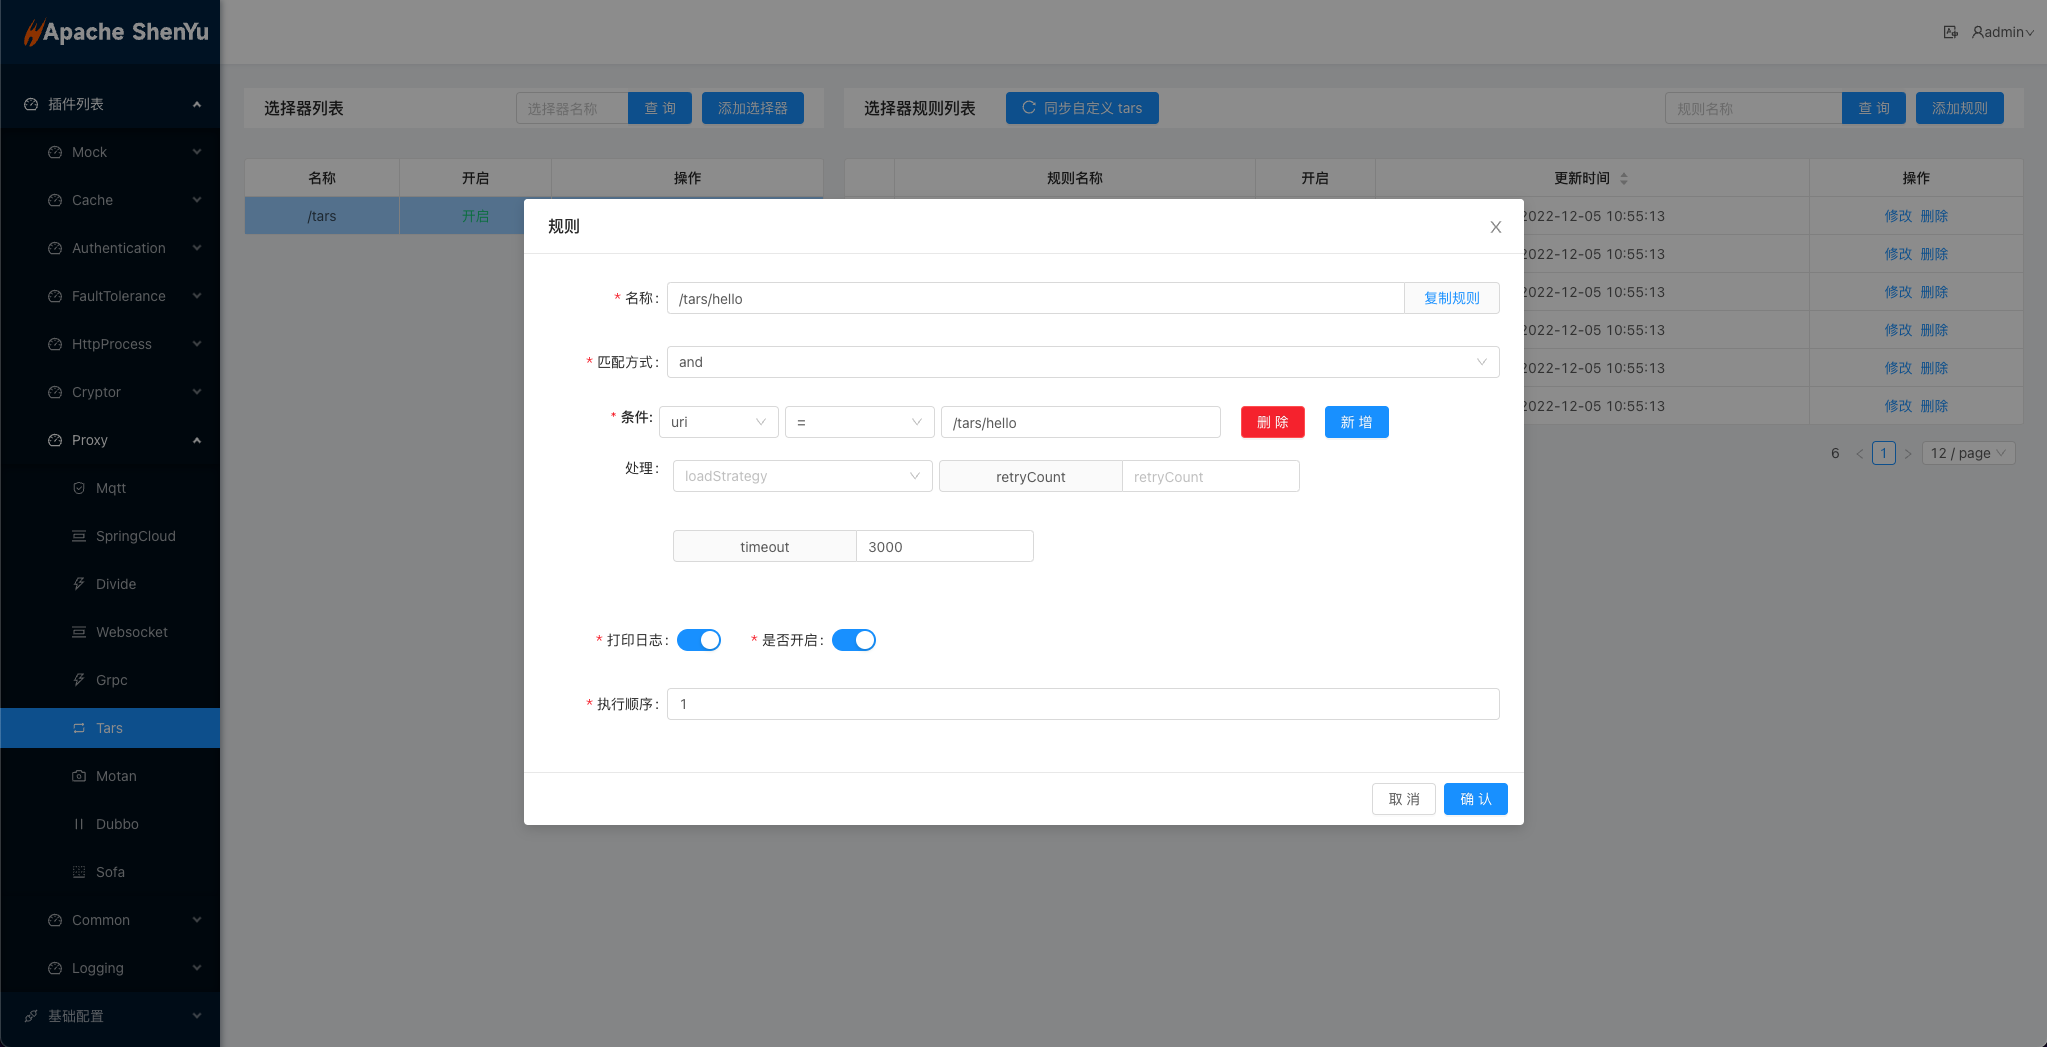 Apache ShenYu
admin
插件列表
Mock
Cache
Authentication
FaultTolerance
HttpProcess
Cryptor
Proxy
Mqtt
SpringCloud
Divide
Websocket
Grpc
Tars
Motan
Dubbo
Sofa
Common
Logging
基础配置
选择器列表 选择器名称 查 询 添加选择器
名称 开启 操作
/tars 开启
选择器规则列表 同步自定义 tars 规则名称 查 询 添加规则
规则名称 开启 更新时间 操作
2022-12-05 10:55:13 修改 删除
2022-12-05 10:55:13 修改 删除
2022-12-05 10:55:13 修改 删除
2022-12-05 10:55:13 修改 删除
2022-12-05 10:55:13 修改 删除
2022-12-05 10:55:13 修改 删除
6 < 1 > 12 / page
规则
* 名称: /tars/hello 复制规则
* 匹配方式: and
* 条件: uri = /tars/hello 删 除 新 增
处理: loadStrategy retryCount retryCount
timeout 3000
* 打印日志: * 是否开启:
* 执行顺序: 1
取 消 确 认